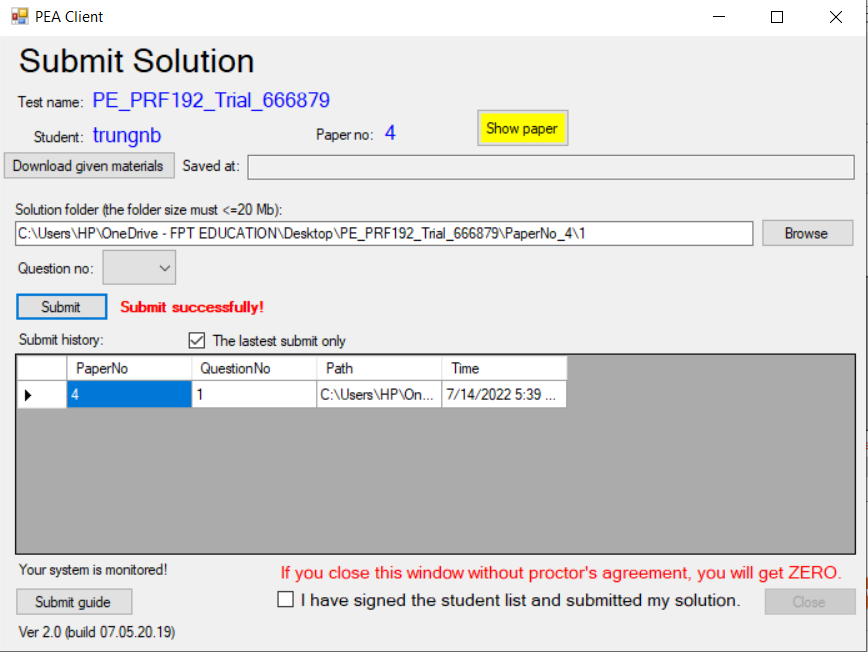 PEA Client
Submit Solution
Test name: PE_PRF192_Trial_666879
Student: trungnb Paper no: 4 Show paper
Download given materials Saved at:
Solution folder (the folder size must <=20 Mb):
C:\Users\HP\OneDrive - FPT EDUCATION\Desktop\PE_PRF192_Trial_666879\PaperNo_4\1 Browse
Question no:
Submit Submit successfully!
Submit history: The lastest submit only
PaperNo QuestionNo Path Time
4 1 C:\Users\HP\On... 7/14/2022 5:39 ...
Your system is monitored! If you close this window without proctor's agreement, you will get ZERO.
Submit guide I have signed the student list and submitted my solution. Close
Ver 2.0 (build 07.05.20.19)